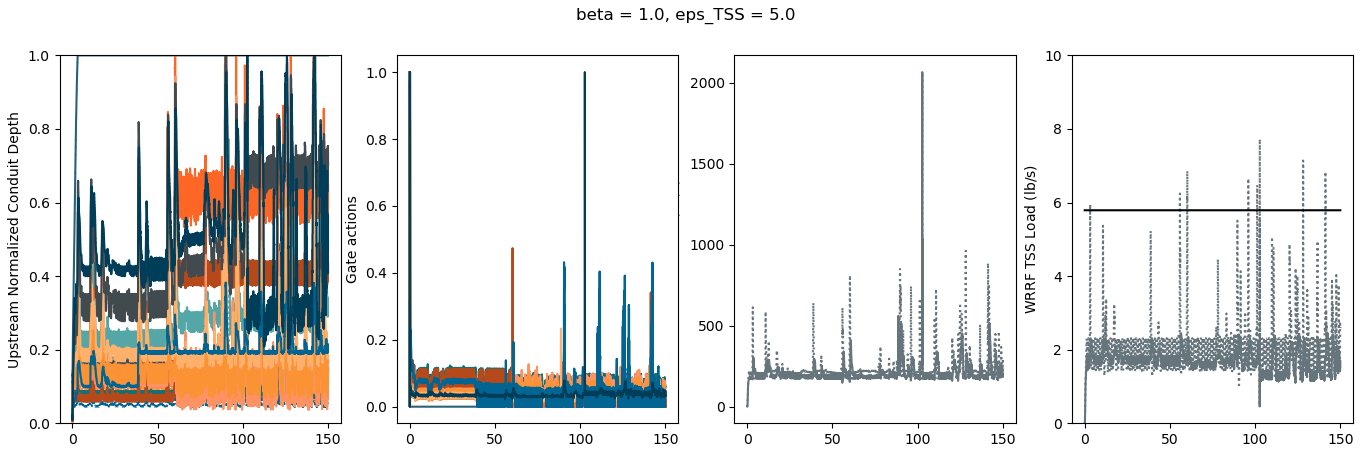 beta = 1.0, eps_TSS = 5.0
Upstream Normalized Conduit Depth
1.0
0.8
0.6
0.4
0.2
0.0
0 50 100 150
Gate actions
1.0
0.8
0.6
0.4
0.2
0.0
0 50 100 150
2000
1500
1000
500
0
0 50 100 150
WRRF TSS Load (lb/s)
10
8
6
4
2
0
0 50 100 150